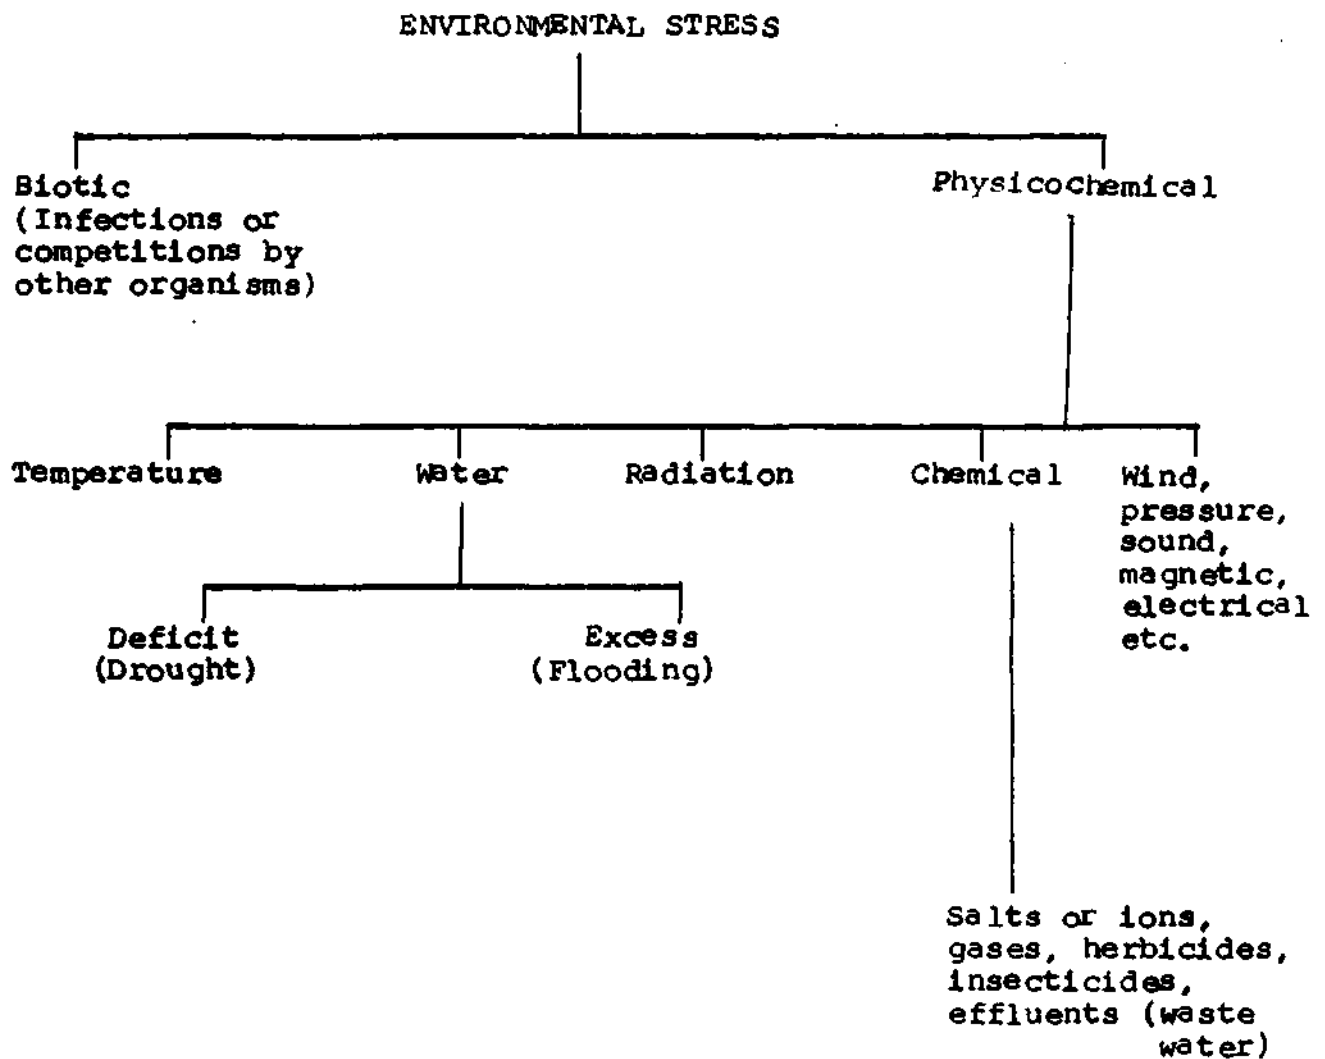 ENVIRONMENTAL STRESS
Biotic
(Infections or
competitions by
other organisms)
Physicochemical
Temperature
Water
Radiation
Chemical
Wind,
pressure,
sound,
magnetic,
electrical
etc.
Deficit
(Drought)
Excess
(Flooding)
Salts or ions,
gases, herbicides,
insecticides,
effluents (waste
water)